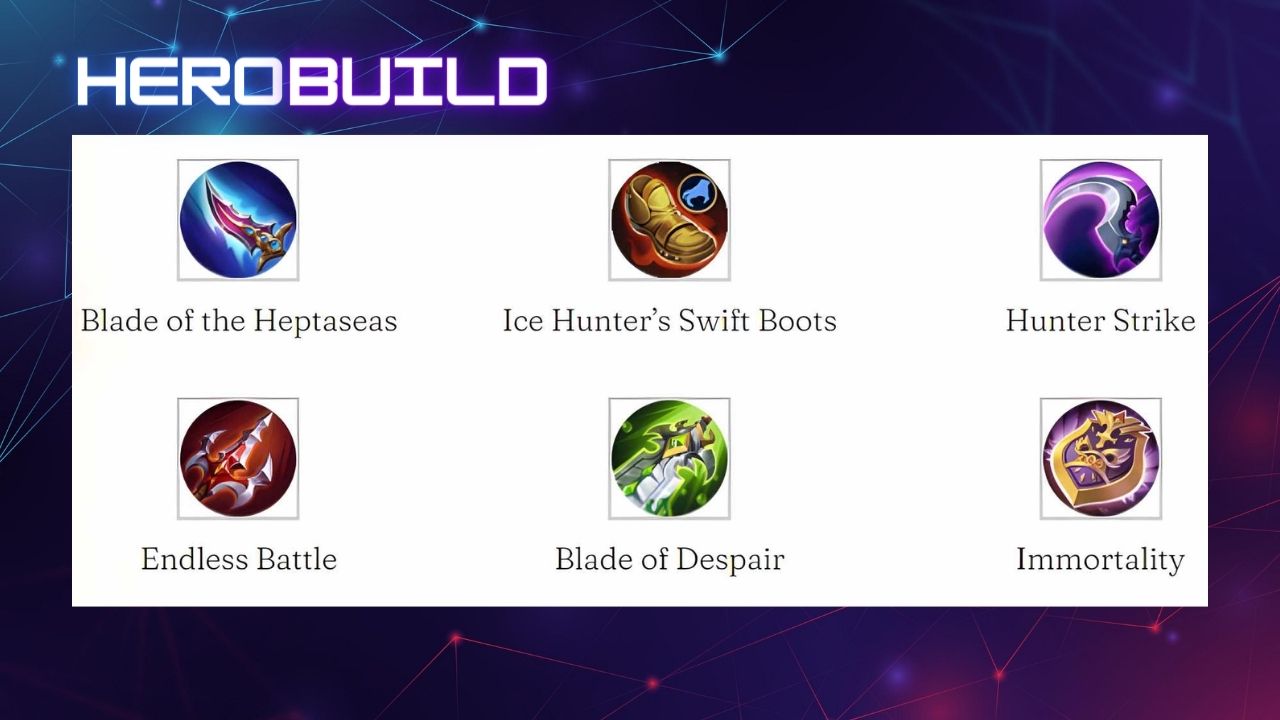 HEROBUILD
Blade of the Heptaseas
Ice Hunter’s Swift Boots
Hunter Strike
Endless Battle
Blade of Despair
Immortality